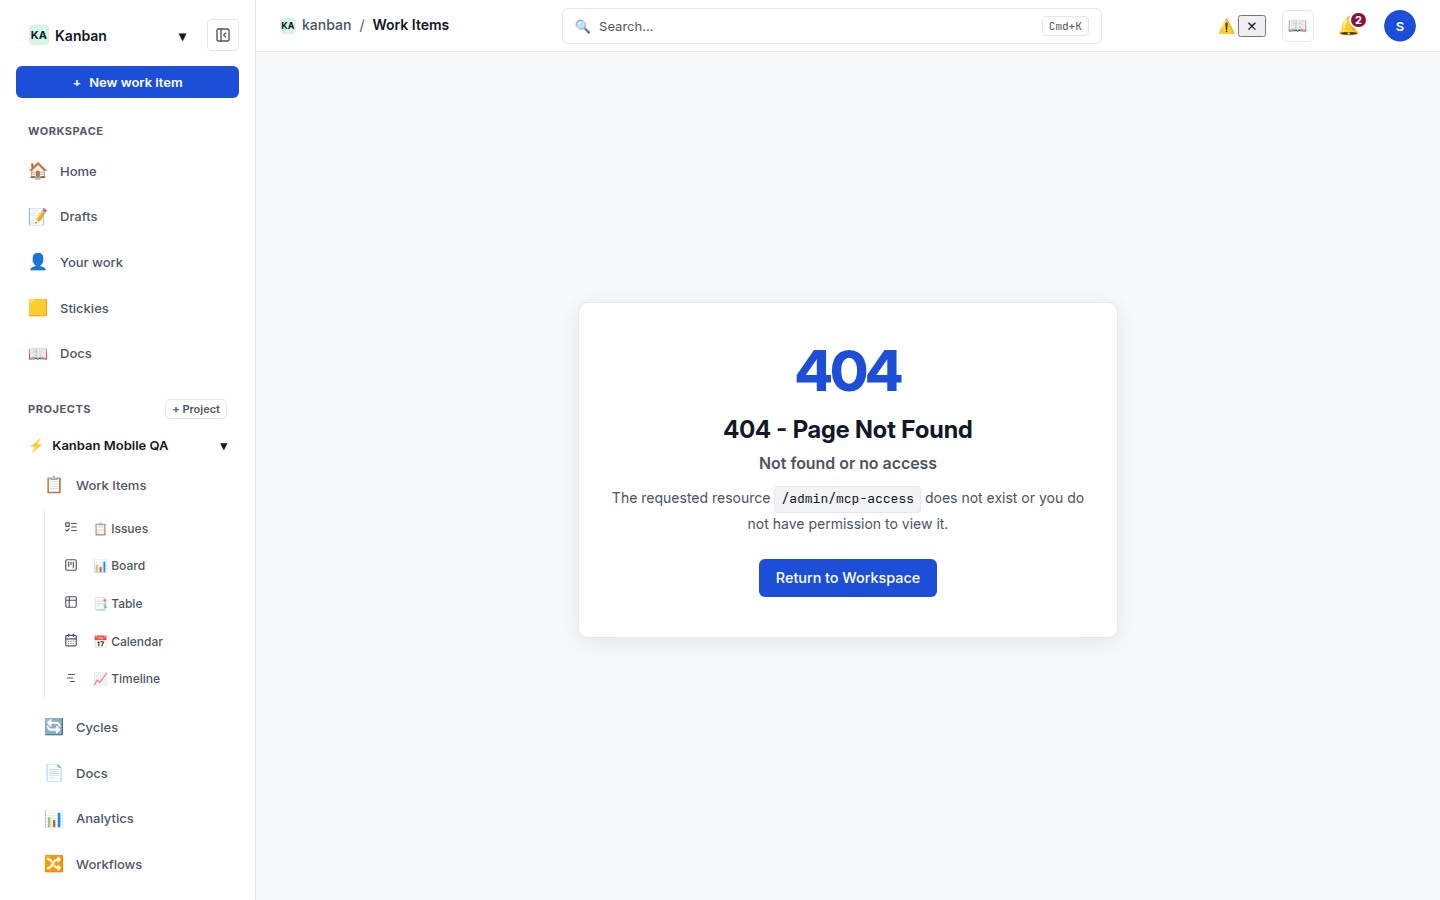 KA Kanban
+ New work item
WORKSPACE
Home
Drafts
Your work
Stickies
Docs
PROJECTS
+ Project
Kanban Mobile QA
Work Items
Issues
Board
Table
Calendar
Timeline
Cycles
Docs
Analytics
Workflows
KA kanban / Work Items
Search...
Cmd+K
2
S
404
404 - Page Not Found
Not found or no access
The requested resource /admin/mcp-access does not exist or you do
not have permission to view it.
Return to Workspace